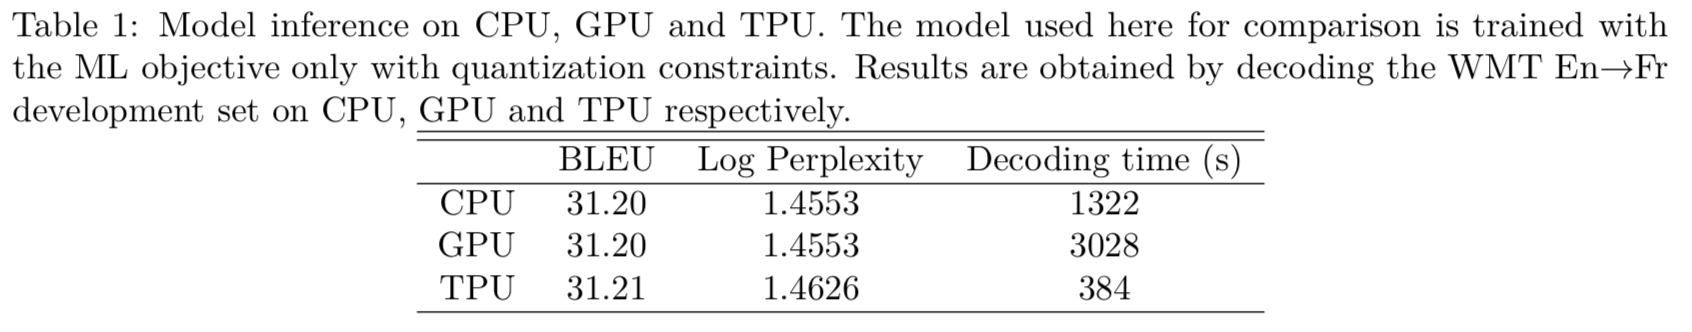 Table 1: Model inference on CPU, GPU and TPU. The model used here for comparison is trained with
the ML objective only with quantization constraints. Results are obtained by decoding the WMT En→Fr
development set on CPU, GPU and TPU respectively.
BLEU Log Perplexity Decoding time (s)
CPU 31.20 1.4553 1322
GPU 31.20 1.4553 3028
TPU 31.21 1.4626 384